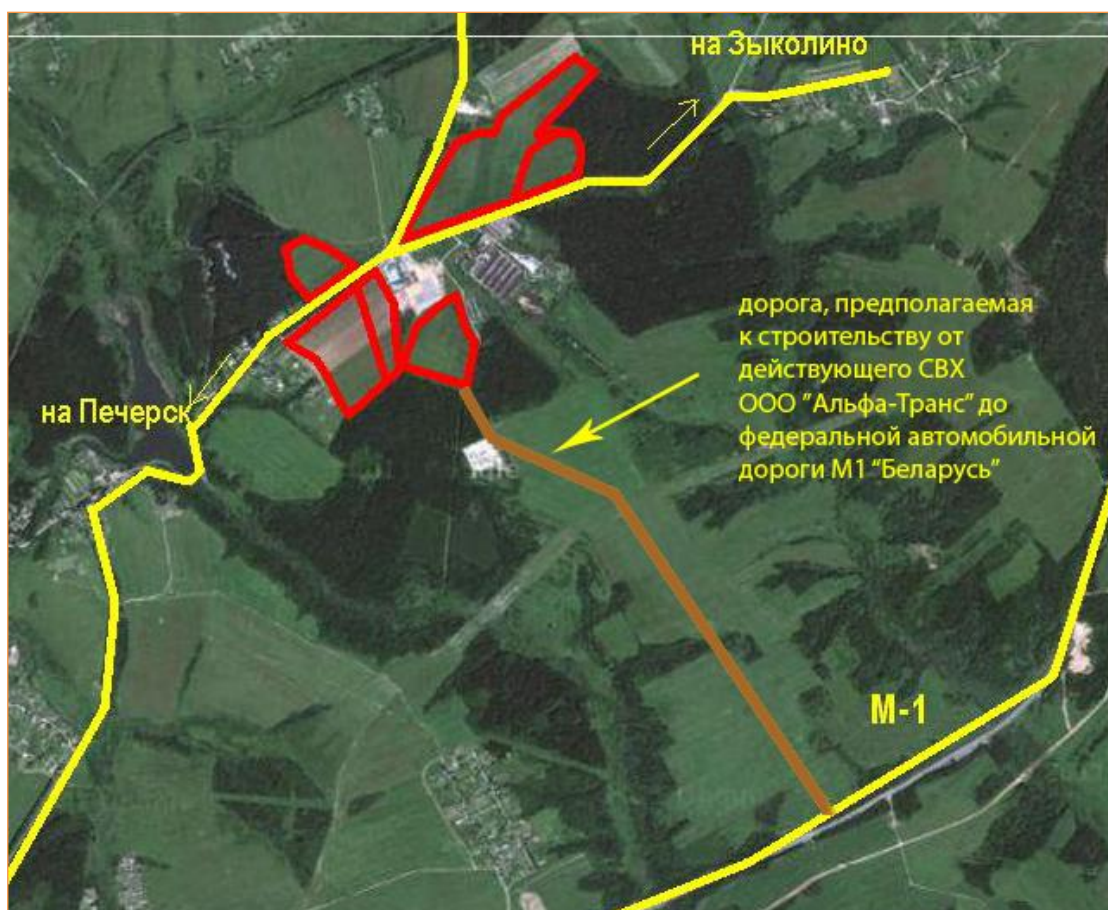 на Зыколино
дорога, предполагаемая
к строительству от
действующего СВХ
ООО "Альфа-Транс" до
федеральной автомобильной
дороги М1 "Беларусь"
на Печерск
М-1